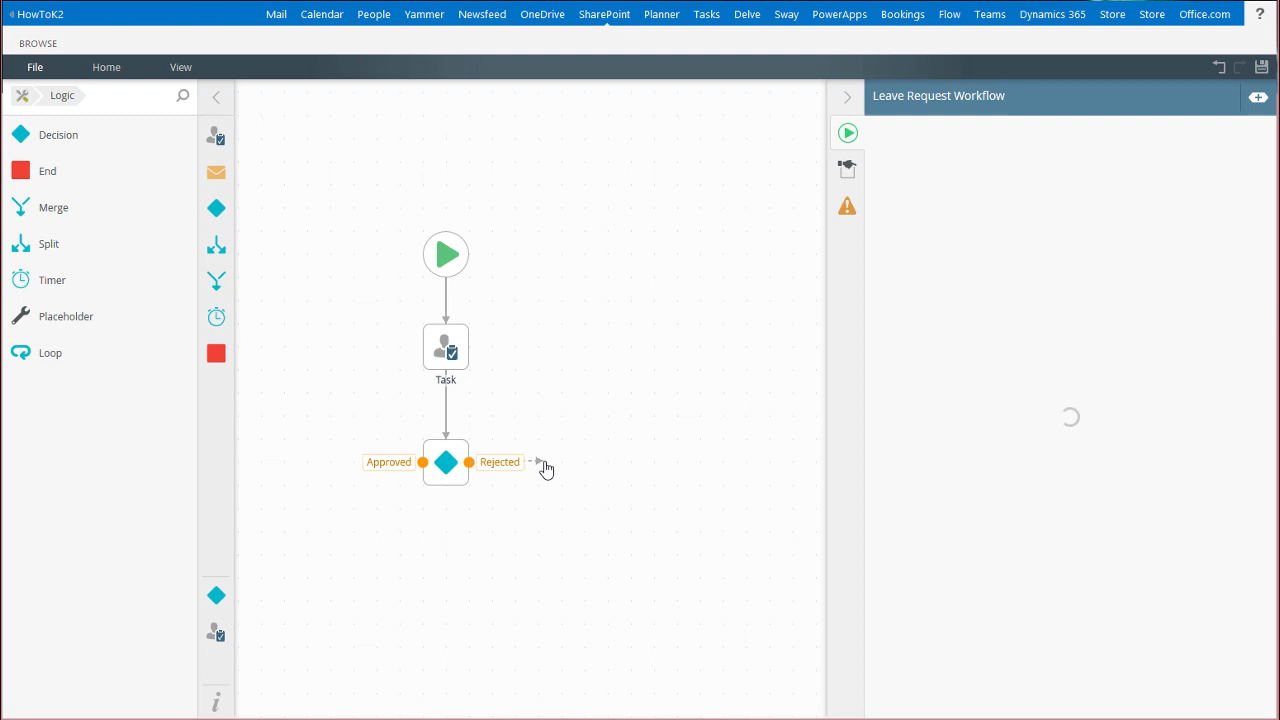 HowToK2
Mail Calendar People Yammer Newsfeed OneDrive SharePoint Planner Tasks Delve Sway PowerApps Bookings Flow Teams Dynamics 365 Store Store Office.com ?
BROWSE
File Home View
Logic
Leave Request Workflow
Decision
End
Merge
Split
Timer
Placeholder
Loop
Task
Approved
Rejected